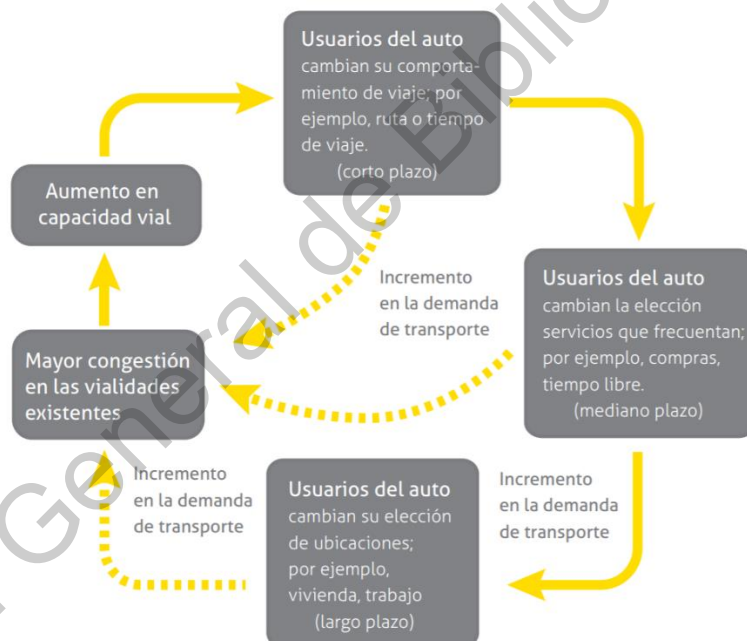 Usuarios del auto
cambian su comporta-
miento de viaje; por
ejemplo, ruta o tiempo
de viaje.
(corto plazo)
Aumento en
capacidad vial
Incremento
en la demanda
de transporte
Usuarios del auto
cambian la elección
servicios que frecuentan;
por ejemplo, compras,
tiempo libre.
(mediano plazo)
Mayor congestión
en las vialidades
existentes
Incremento
en la demanda
de transporte
Usuarios del auto
cambian su elección
de ubicaciones;
por ejemplo,
vivienda, trabajo
(largo plazo)
Incremento
en la demanda
de transporte
General de Biblio